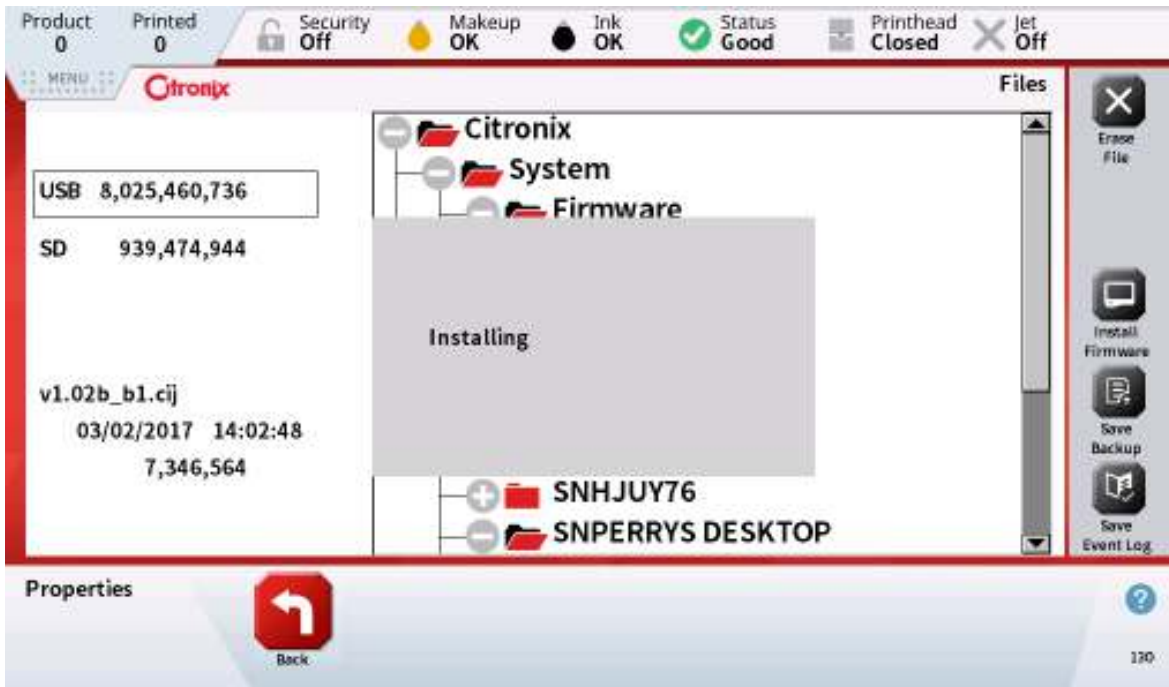 Product Printed Security Makeup Ink Status Printhead Jet
0 0 Off OK OK Good Closed Off
MENU Citronix Files
Citronix
System
Firmware
USB 8,025,460,736
SD 939,474,944
Installing
v1.02b_b1.cij
03/02/2017 14:02:48
7,346,564
SNHJUY76
SNPERRYS DESKTOP
Erase
File
Install
Firmware
Save
Backup
Save
Event Log
Properties
Back
?
130